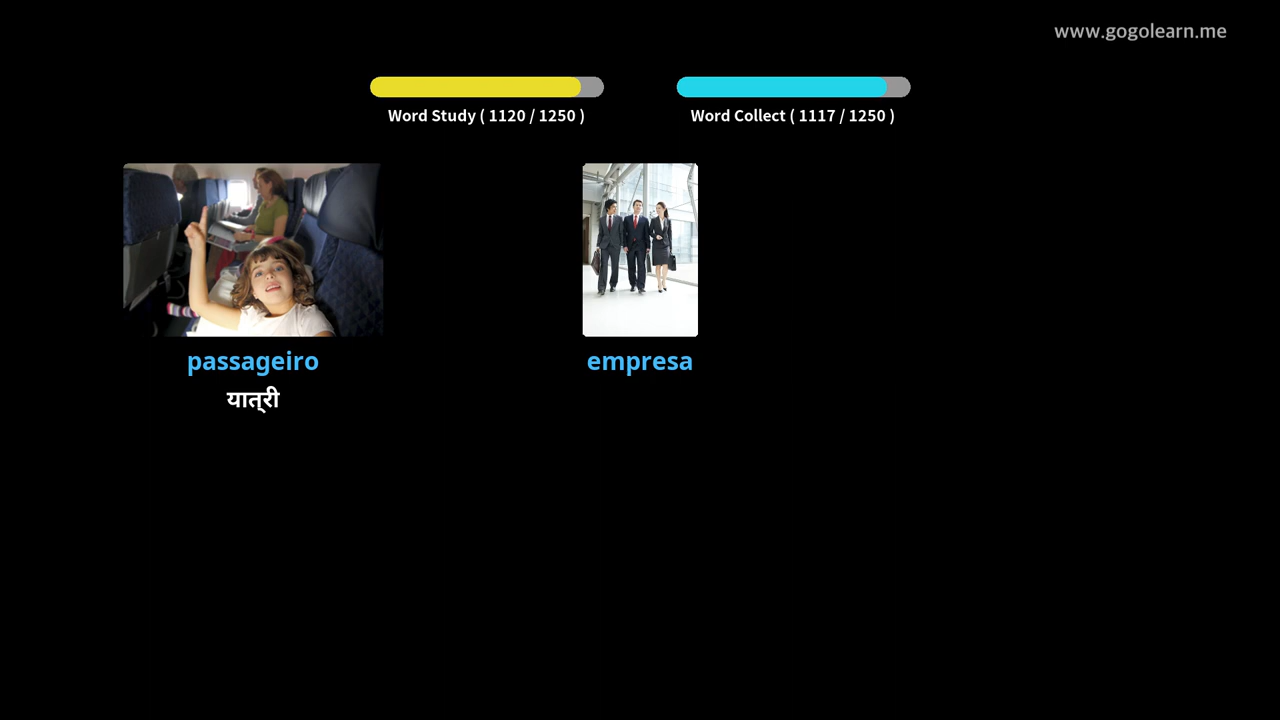 www.gogolearn.me
Word Study ( 1120 / 1250 )
Word Collect ( 1117 / 1250 )
passageiro
यात्री
empresa